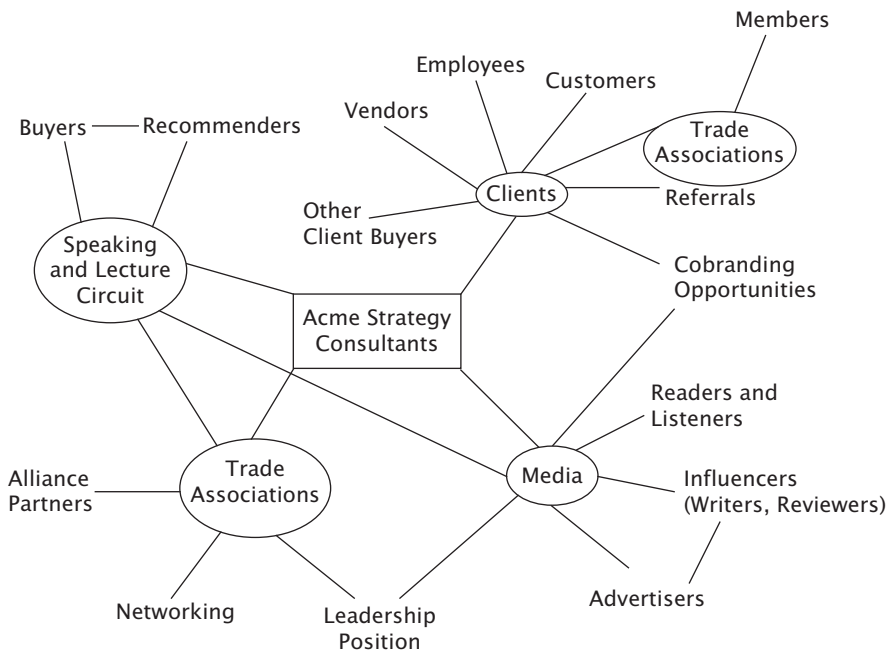 Members
Employees
Customers
Vendors
Buyers
Recommenders
Trade
Associations
Clients
Referrals
Other
Client Buyers
Speaking
and Lecture
Circuit
Cobranding
Opportunities
Acme Strategy
Consultants
Readers and
Listeners
Trade
Associations
Media
Alliance
Partners
Influencers
(Writers, Reviewers)
Networking
Leadership
Position
Advertisers